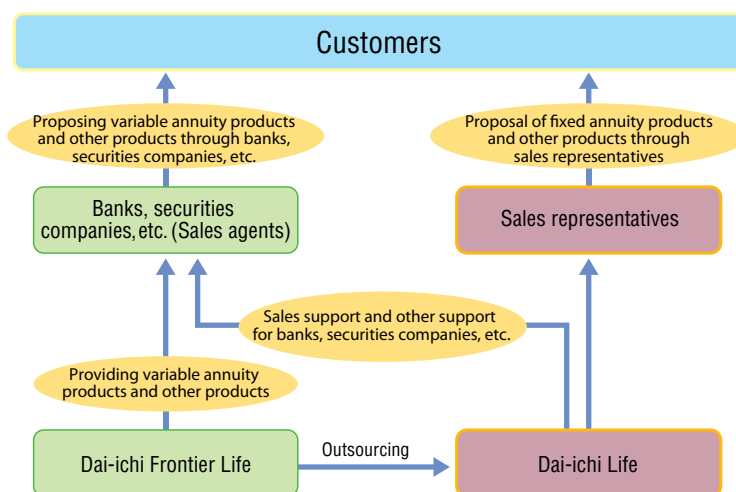 Customers
Proposing variable annuity products
and other products through banks,
securities companies, etc.
Proposal of fixed annuity products
and other products through
sales representatives
Banks, securities
companies, etc. (Sales agents)
Sales representatives
Sales support and other support
for banks, securities companies, etc.
Providing variable annuity
products and other products
Dai-ichi Frontier Life
Outsourcing
Dai-ichi Life